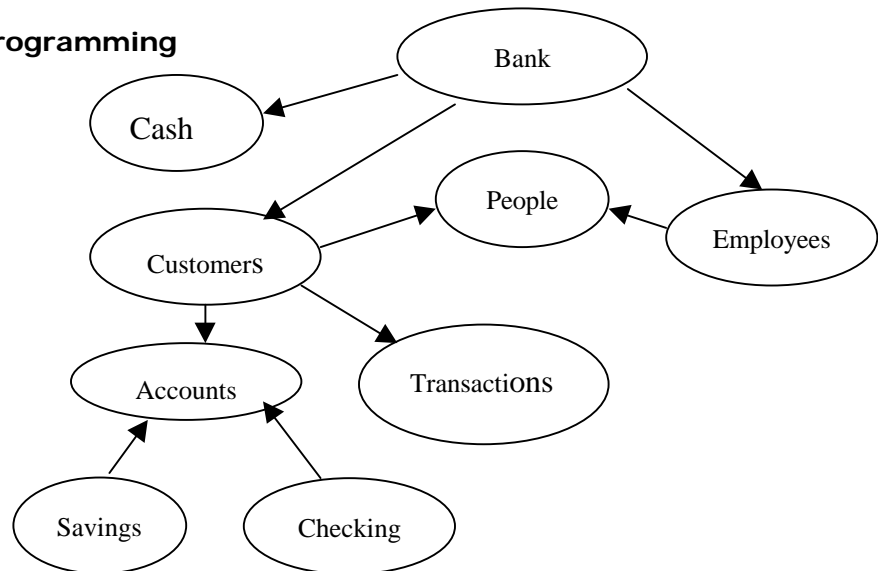 rogramming
Bank
Cash
People
Employees
Customers
Transactions
Accounts
Savings
Checking